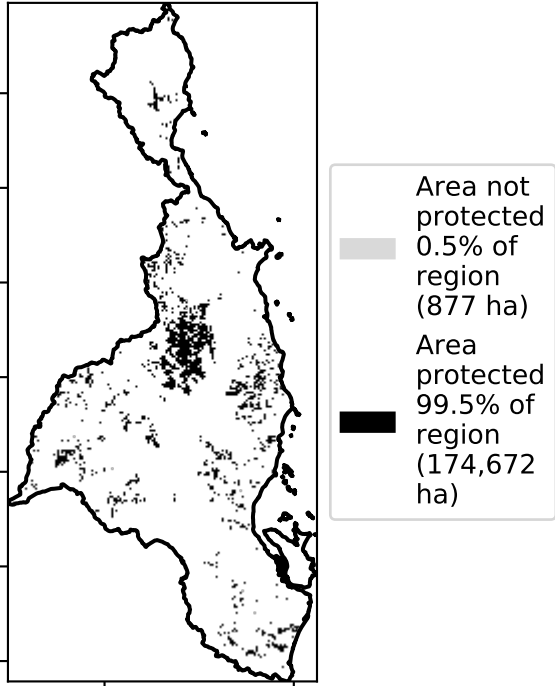 Area not
protected
0.5% of
region
(877 ha)
Area
protected
99.5% of
region
(174,672
ha)